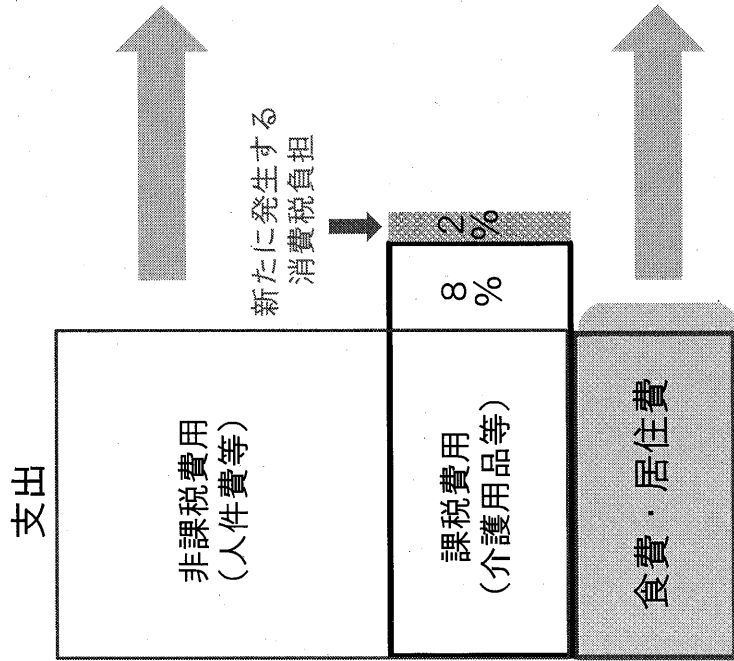 支出
非課税費用
（人件費等）
新たに発生する
消費税負担
課税費用
（介護用品等）
8
%
2
%
食費・居住費